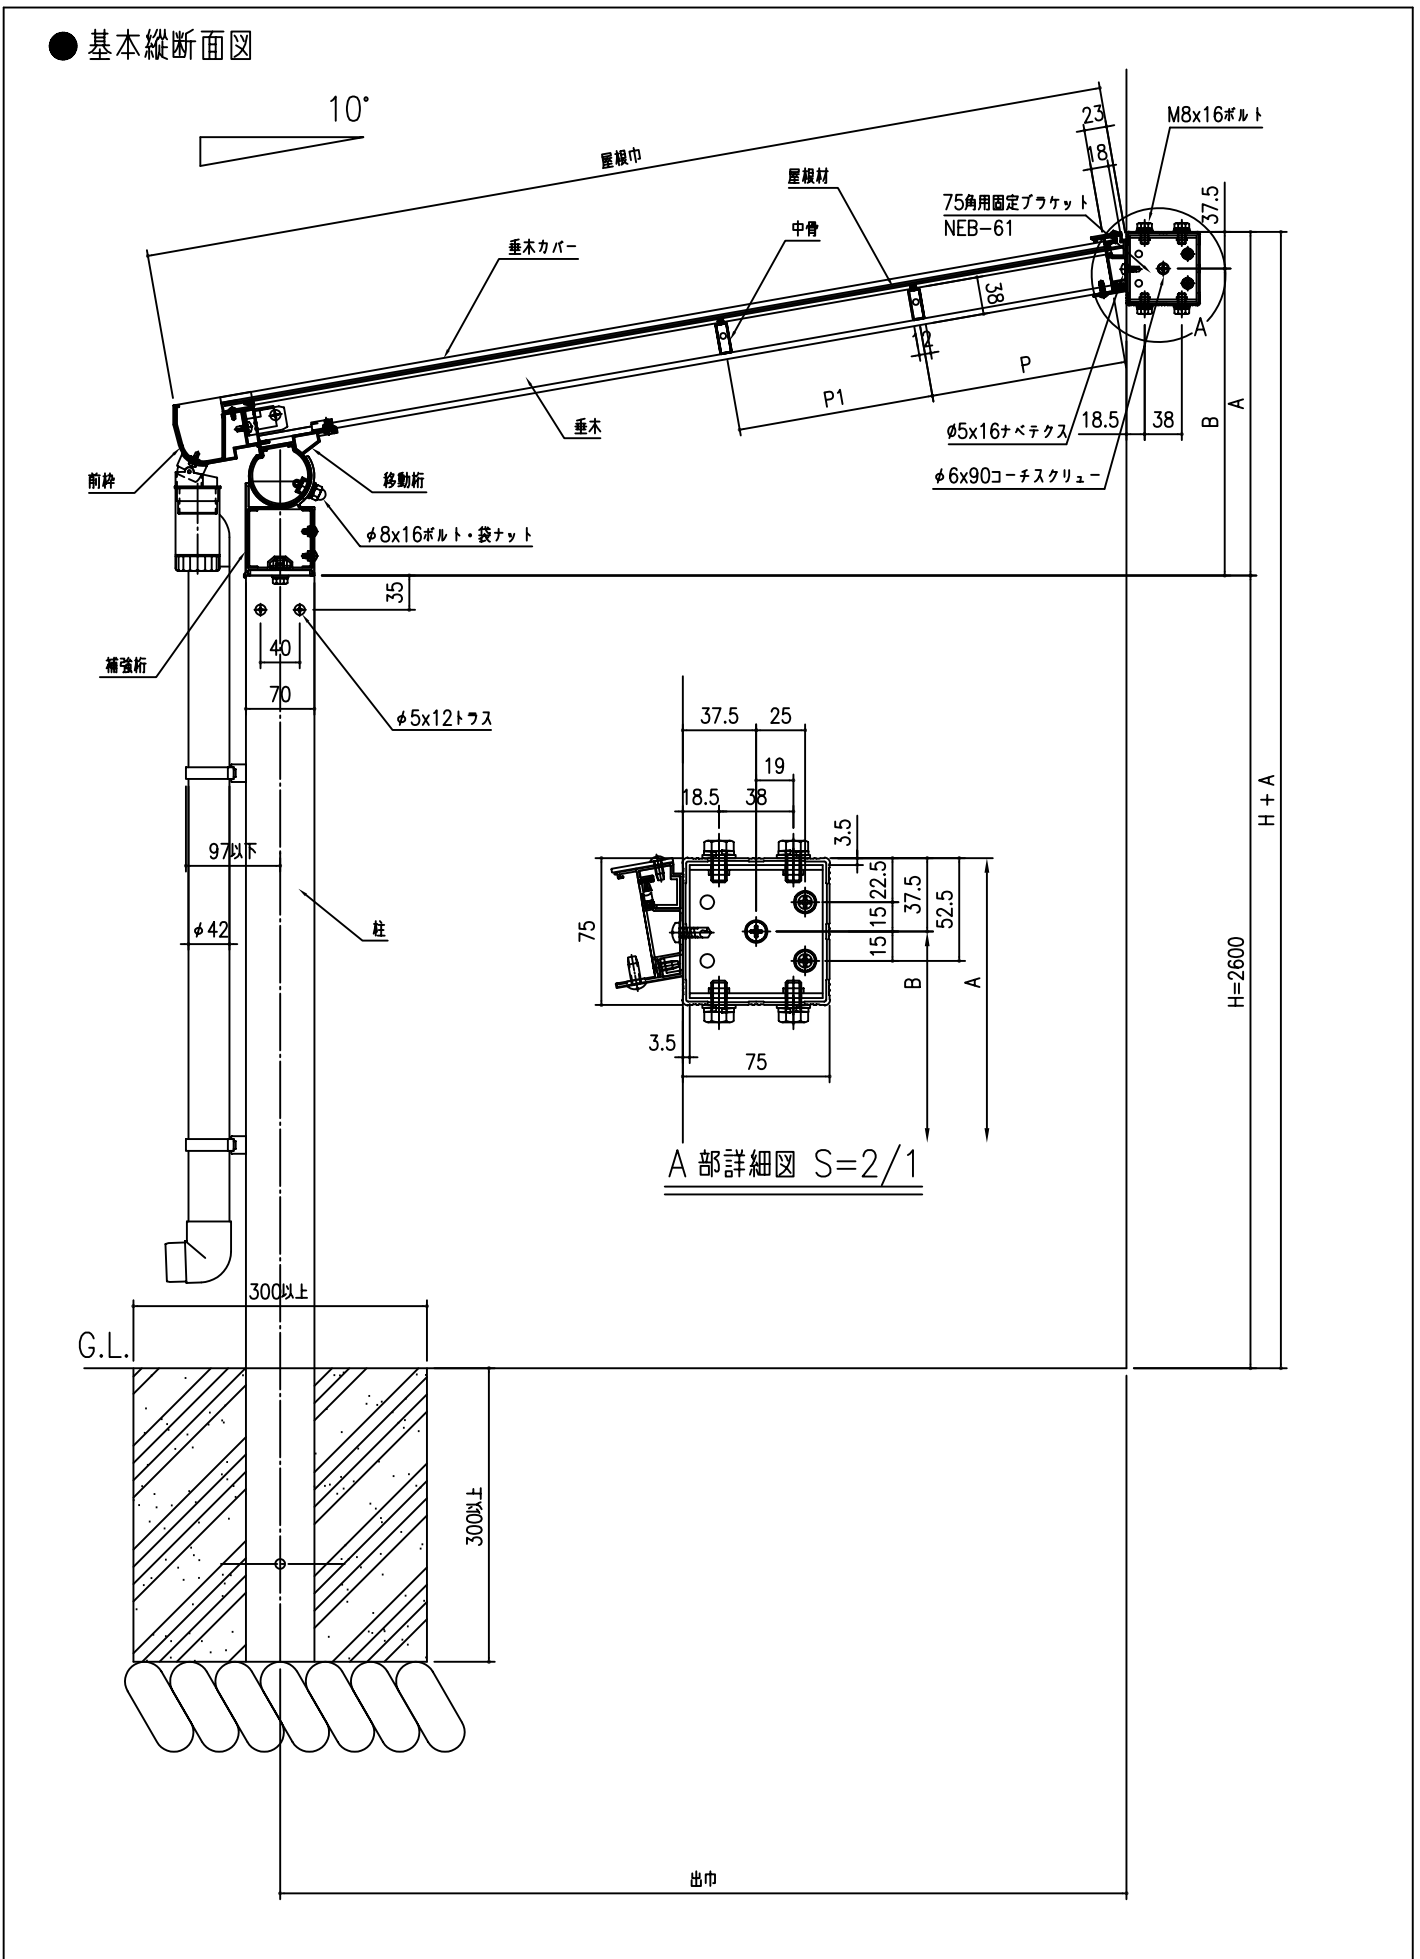 ● 基本縦断面図
10°
屋根巾
23
18
M8x16ボルト
屋根材
75角用固定ブラケット
NEB-61
37.5
中骨
垂木カバー
38
12
A
P
P1
18.5
38
B
A
垂木
φ5x16ナベテクス
φ6x90コーチスクリュー
前枠
移動桁
φ8x16ボルト・袋ナット
35
40
補強桁
70
φ5x12トラス
37.5
25
19
18.5
38
3.5
H+A
97以下
22.5
37.5
52.5
φ42
柱
75
15
15
B
A
H=2600
3.5
75
A 部詳細図 S=2/1
300以上
G.L.
300以上
出巾